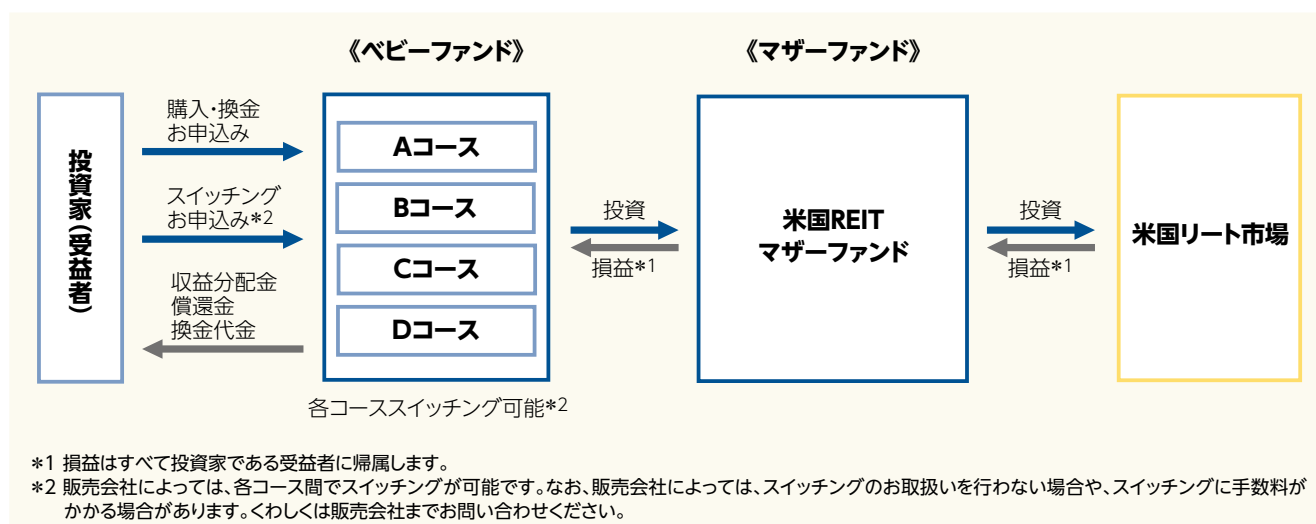 《ベビーファンド》
《マザーファンド》
投資家(受益者)
購入・換金
お申込み
スイッチング
お申込み*2
収益分配金
償還金
換金代金
Aコース
Bコース
Cコース
Dコース
各コーススイッチング可能*2
投資
損益*1
米国REIT
マザーファンド
投資
損益*1
米国リート市場
*1 損益はすべて投資家である受益者に帰属します。
*2 販売会社によっては、各コース間でスイッチングが可能です。なお、販売会社によっては、スイッチングのお取扱いを行わない場合や、スイッチングに手数料が
かかる場合があります。くわしくは販売会社までお問い合わせください。